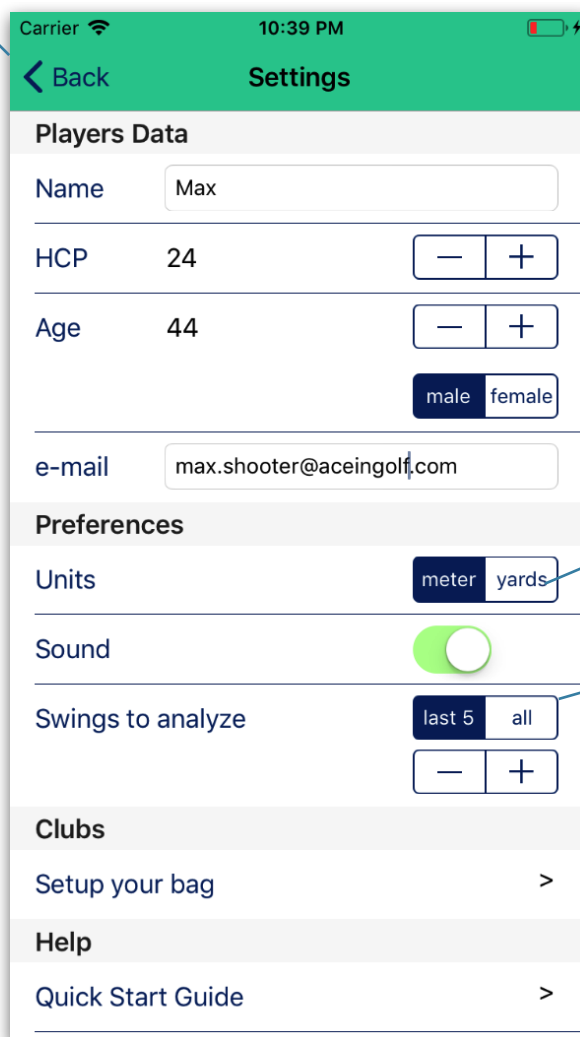 Carrier 10:39 PM
Back Settings
Players Data
Name Max
HCP 24 — +
Age 44 — +
male female
e-mail max.shooter@aceingolf.com
Preferences
Units meter yards
Sound
Swings to analyze last 5 all
— +
Clubs
Setup your bag >
Help
Quick Start Guide >